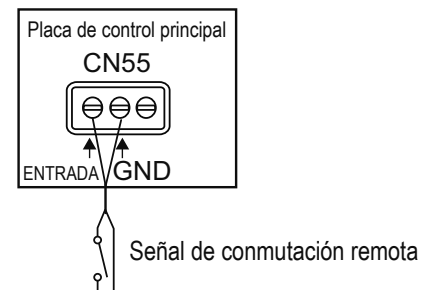 Placa de control principal
CN55
ENTRADA GND
Señal de conmutación remota